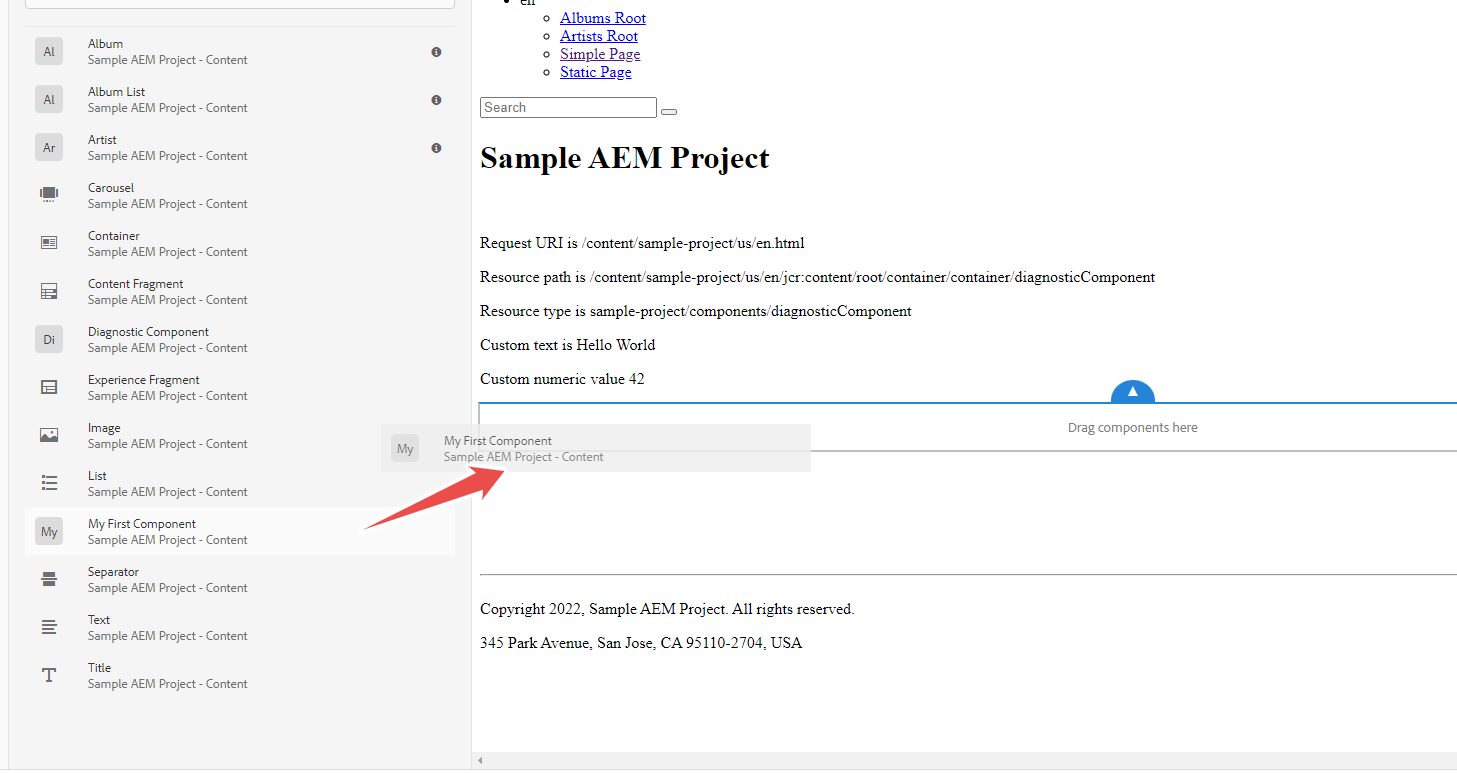 Al
Album
Sample AEM Project - Content
Al
Album List
Sample AEM Project - Content
Ar
Artist
Sample AEM Project - Content
Carousel
Sample AEM Project - Content
Container
Sample AEM Project - Content
Content Fragment
Sample AEM Project - Content
Di
Diagnostic Component
Sample AEM Project - Content
Experience Fragment
Sample AEM Project - Content
Image
Sample AEM Project - Content
List
Sample AEM Project - Content
My
My First Component
Sample AEM Project - Content
Separator
Sample AEM Project - Content
Text
Sample AEM Project - Content
Title
Sample AEM Project - Content
en
Albums Root
Artists Root
Simple Page
Static Page
Search
Sample AEM Project
Request URI is /content/sample-project/us/en.html
Resource path is /content/sample-project/us/en/jcr:content/root/container/container/diagnosticComponent
Resource type is sample-project/components/diagnosticComponent
Custom text is Hello World
Custom numeric value 42
Drag components here
My
My First Component
Sample AEM Project - Content
Copyright 2022, Sample AEM Project. All rights reserved.
345 Park Avenue, San Jose, CA 95110-2704, USA